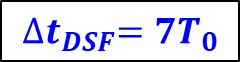 Δt_DSF = 7T_0